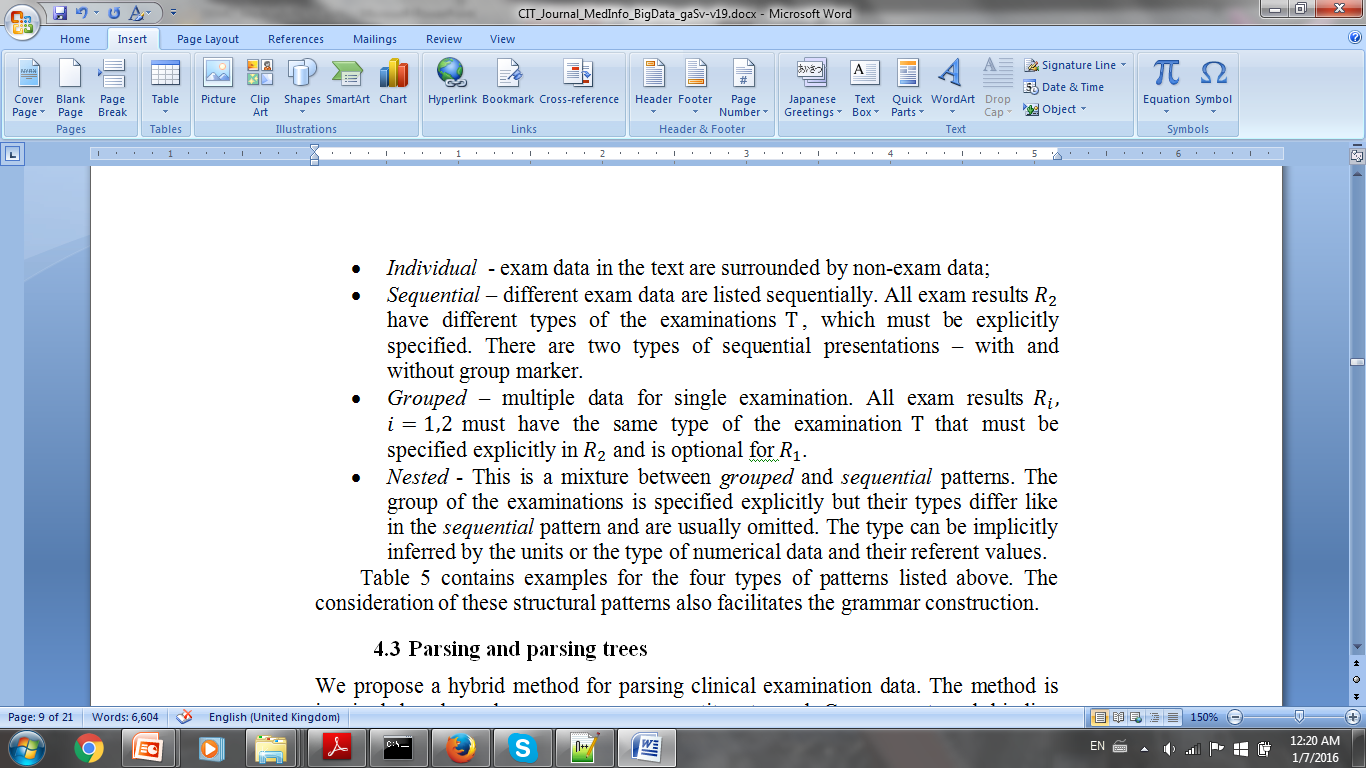 CIT_Journal_MedInfo_BigData_gaSv-v19.docx - Microsoft Word
Home Insert Page Layout References Mailings Review View
Cover Page Blank Page Page Break Table Picture Clip Art Shapes SmartArt Chart Hyperlink Bookmark Cross-reference Header Footer Page Number Japanese Greetings Text Box Quick Parts WordArt Drop Cap Signature Line Date & Time Object Equation Symbol
Pages Tables Illustrations Links Header & Footer Text Symbols
1 1 2 3 4 5 6
• Individual - exam data in the text are surrounded by non-exam data;
• Sequential – different exam data are listed sequentially. All exam results R₂
have different types of the examinations T, which must be explicitly
specified. There are two types of sequential presentations – with and
without group marker.
• Grouped – multiple data for single examination. All exam results Rᵢ,
i = 1,2 must have the same type of the examination T that must be
specified explicitly in R₂ and is optional for R₁.
• Nested - This is a mixture between grouped and sequential patterns. The
group of the examinations is specified explicitly but their types differ like
in the sequential pattern and are usually omitted. The type can be implicitly
inferred by the units or the type of numerical data and their referent values.
Table 5 contains examples for the four types of patterns listed above. The
consideration of these structural patterns also facilitates the grammar construction.
4.3 Parsing and parsing trees
We propose a hybrid method for parsing clinical examination data. The method is
Page: 9 of 21 Words: 6,604 English (United Kingdom) 150%
EN 12:20 AM
1/7/2016